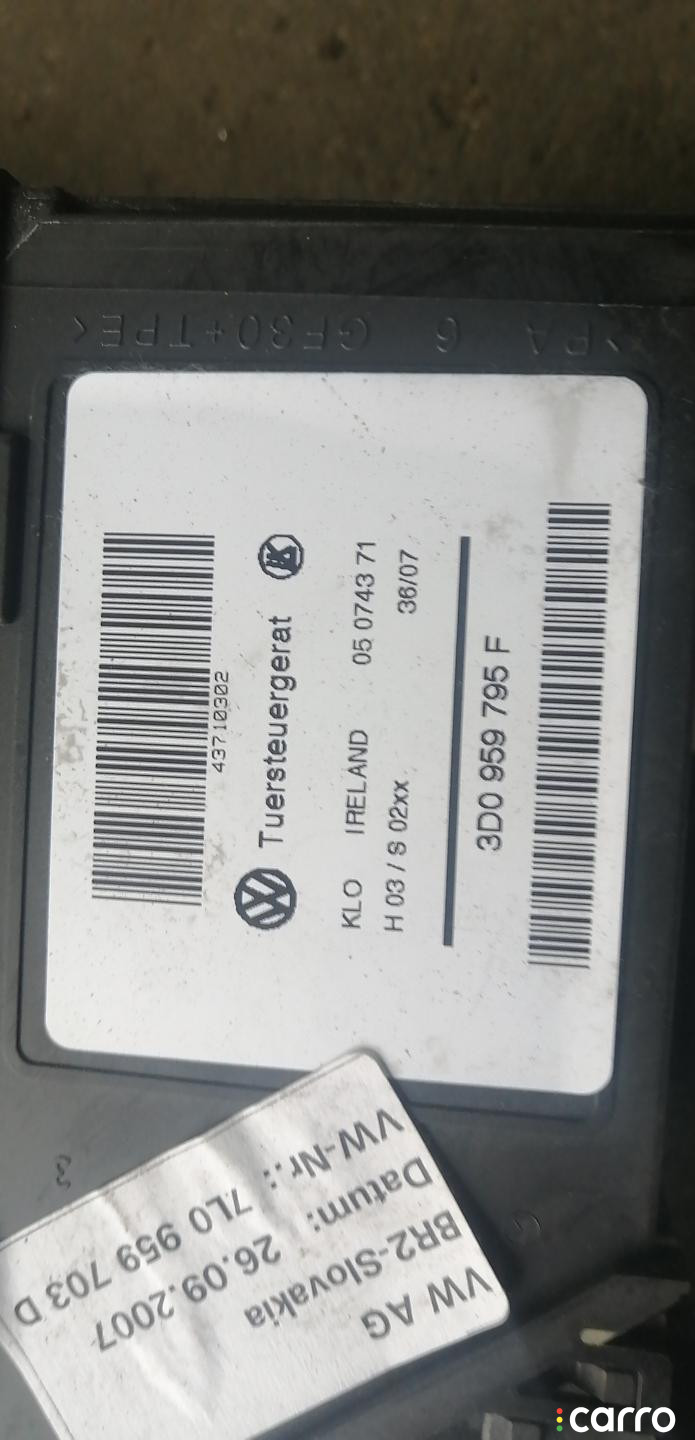 >PA 6 GF30+TPE<
43710302
Tuersteuergerat
KLO IRELAND 05 0743 71
H 03 / S 02xx 36/07
3D0 959 795 F
VW AG
BR2-Slovakia
Datum: 26.09.2007
VW-Nr.: 7L0 959 703 D
carro